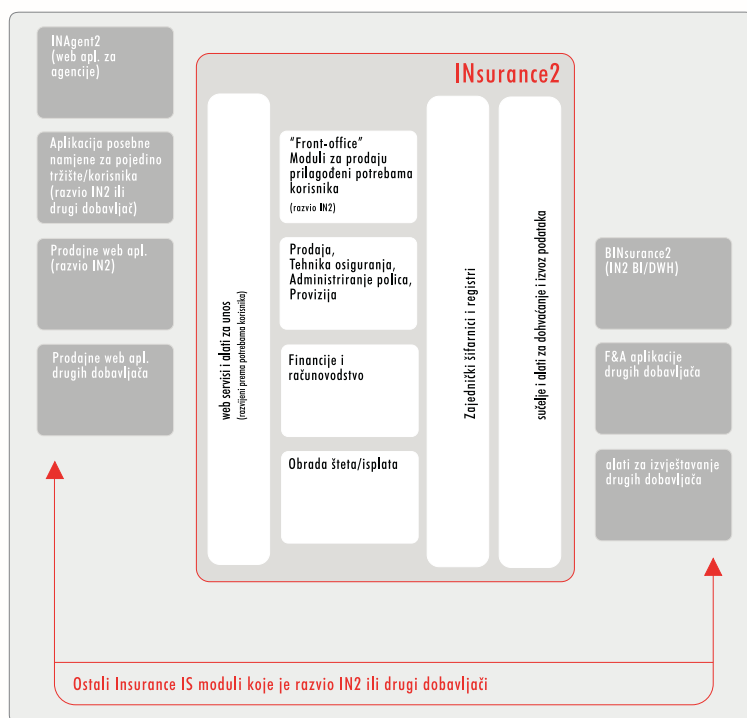 INAgent2
(web apl. za
agencije)
Aplikacija posebne
namjene za pojedino
tržište/korisnika
(razvio IN2 ili
drugi dobavljač)
Prodajne web apl.
(razvio IN2)
Prodajne web apl.
drugih dobavljača
INsurance2
web servisi i alati za unos
(razvijeni prema potrebama korisnika)
"Front-office"
Moduli za prodaju
prilagođeni potrebama
korisnika
(razvio IN2)
Prodaja,
Tehnika osiguranja,
Administriranje polica,
Provizija
Financije i
računovodstvo
Obrada šteta/isplata
Zajednički šifarnici i registri
sučelje i alati za dohvaćanje i izvoz podataka
BINsurance2
(IN2 BI/DWH)
F&A aplikacije
drugih dobavljača
alati za izvještavanje
drugih dobavljača
Ostali Insurance IS moduli koje je razvio IN2 ili drugi dobavljači